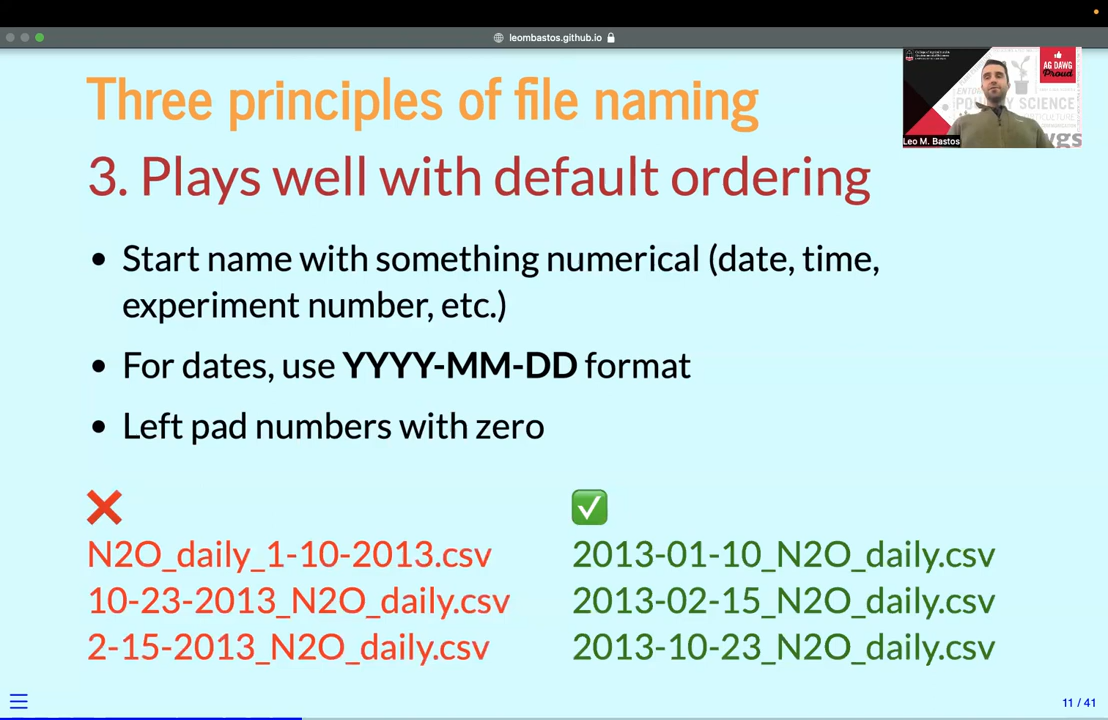 leombastos.github.io
Three principles of file naming
AG DAWG
Proud
SCIENCE
Leo M. Bastos
3. Plays well with default ordering
• Start name with something numerical (date, time,
experiment number, etc.)
• For dates, use YYYY-MM-DD format
• Left pad numbers with zero
❌
N2O_daily_1-10-2013.csv
10-23-2013_N2O_daily.csv
2-15-2013_N2O_daily.csv
✅
2013-01-10_N2O_daily.csv
2013-02-15_N2O_daily.csv
2013-10-23_N2O_daily.csv
11 / 41